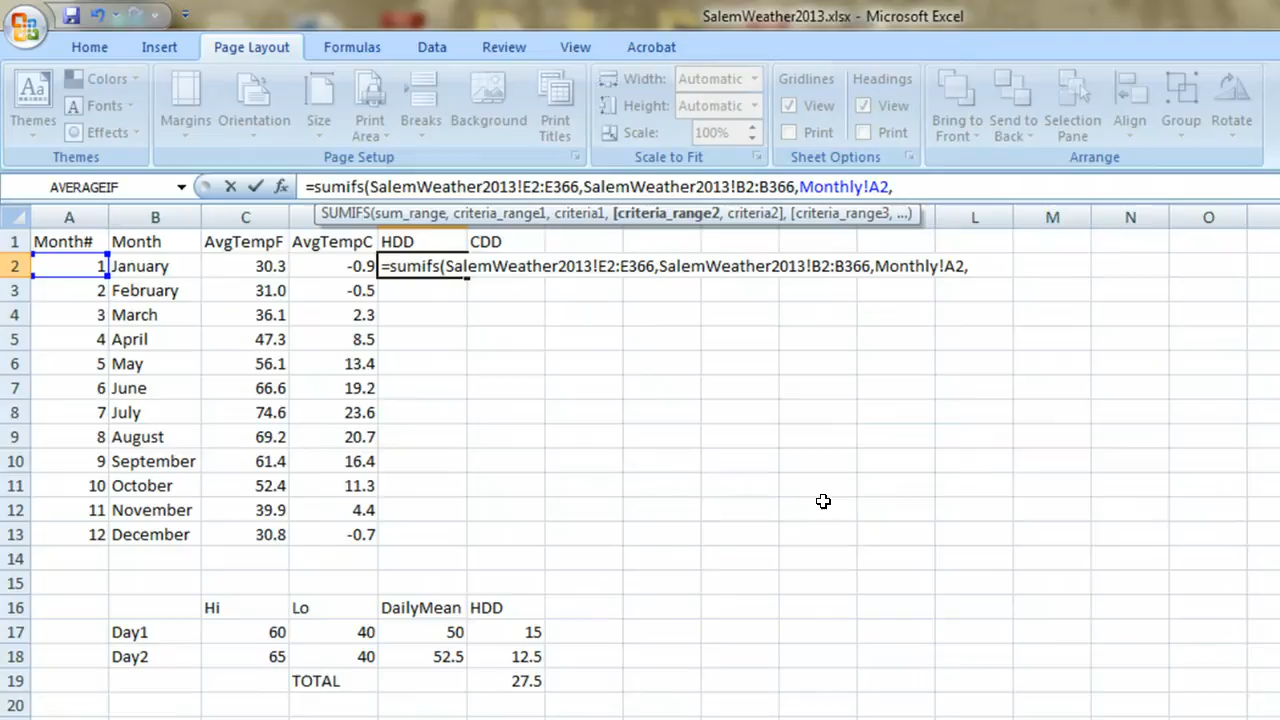 SalemWeather2013.xlsx - Microsoft Excel
Home Insert Page Layout Formulas Data Review View Acrobat
Aa Themes Colors Fonts Effects Margins Orientation Size Print Area Breaks Background Print Titles Width: Automatic Height: Automatic Scale: 100% Gridlines View Print Headings View Print Bring to Front Send to Back Selection Pane Align Group Rotate
Themes Page Setup Scale to Fit Sheet Options Arrange
AVERAGEIF fx =sumifs(SalemWeather2013!E2:E366,SalemWeather2013!B2:B366,Monthly!A2,
SUMIFS(sum_range, criteria_range1, criteria1, [criteria_range2, criteria2], [criteria_range3, ...)
A B C L M N O
1 Month# Month AvgTempF AvgTempC HDD CDD
2 1 January 30.3 -0.9 =sumifs(SalemWeather2013!E2:E366,SalemWeather2013!B2:B366,Monthly!A2,
3 2 February 31.0 -0.5
4 3 March 36.1 2.3
5 4 April 47.3 8.5
6 5 May 56.1 13.4
7 6 June 66.6 19.2
8 7 July 74.6 23.6
9 8 August 69.2 20.7
10 9 September 61.4 16.4
11 10 October 52.4 11.3
12 11 November 39.9 4.4
13 12 December 30.8 -0.7
14
15
16 Hi Lo DailyMean HDD
17 Day1 60 40 50 15
18 Day2 65 40 52.5 12.5
19 TOTAL 27.5
20